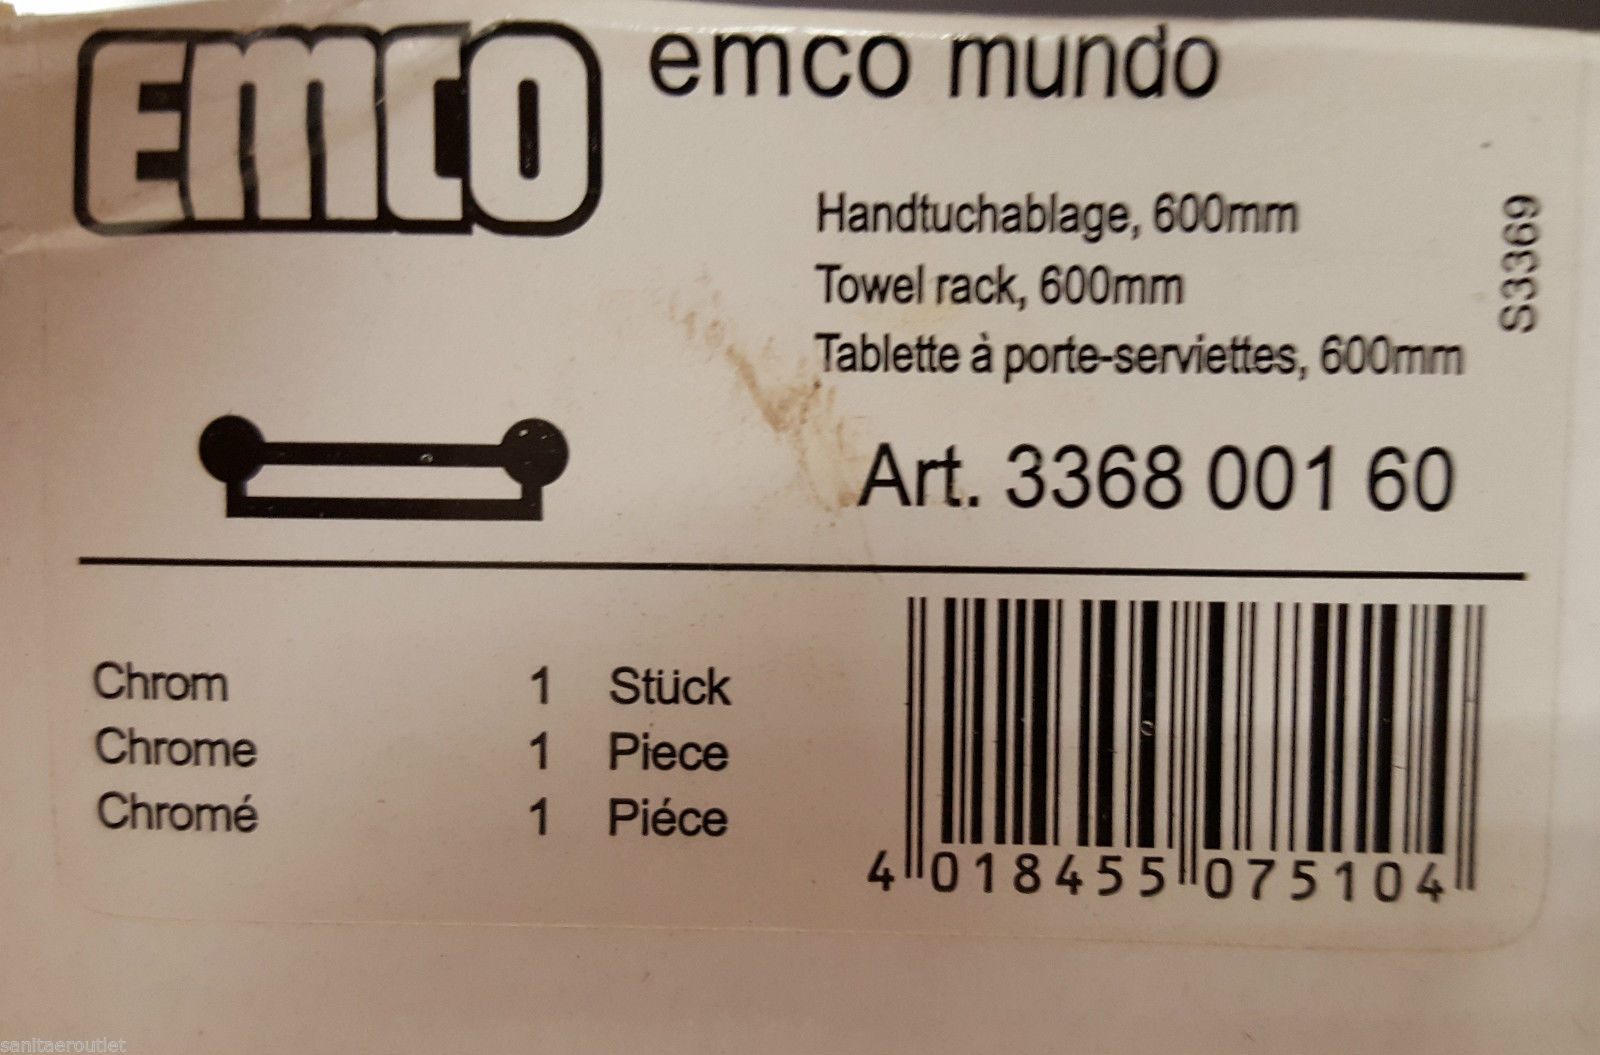 EMCO
emco mundo
Handtuchablage, 600mm
Towel rack, 600mm
Tablette à porte-serviettes, 600mm
S3369
Art. 3368 001 60
Chrom 1 Stück
Chrome 1 Piece
Chromé 1 Piéce
4 018455 075104
sanitaeroutlet